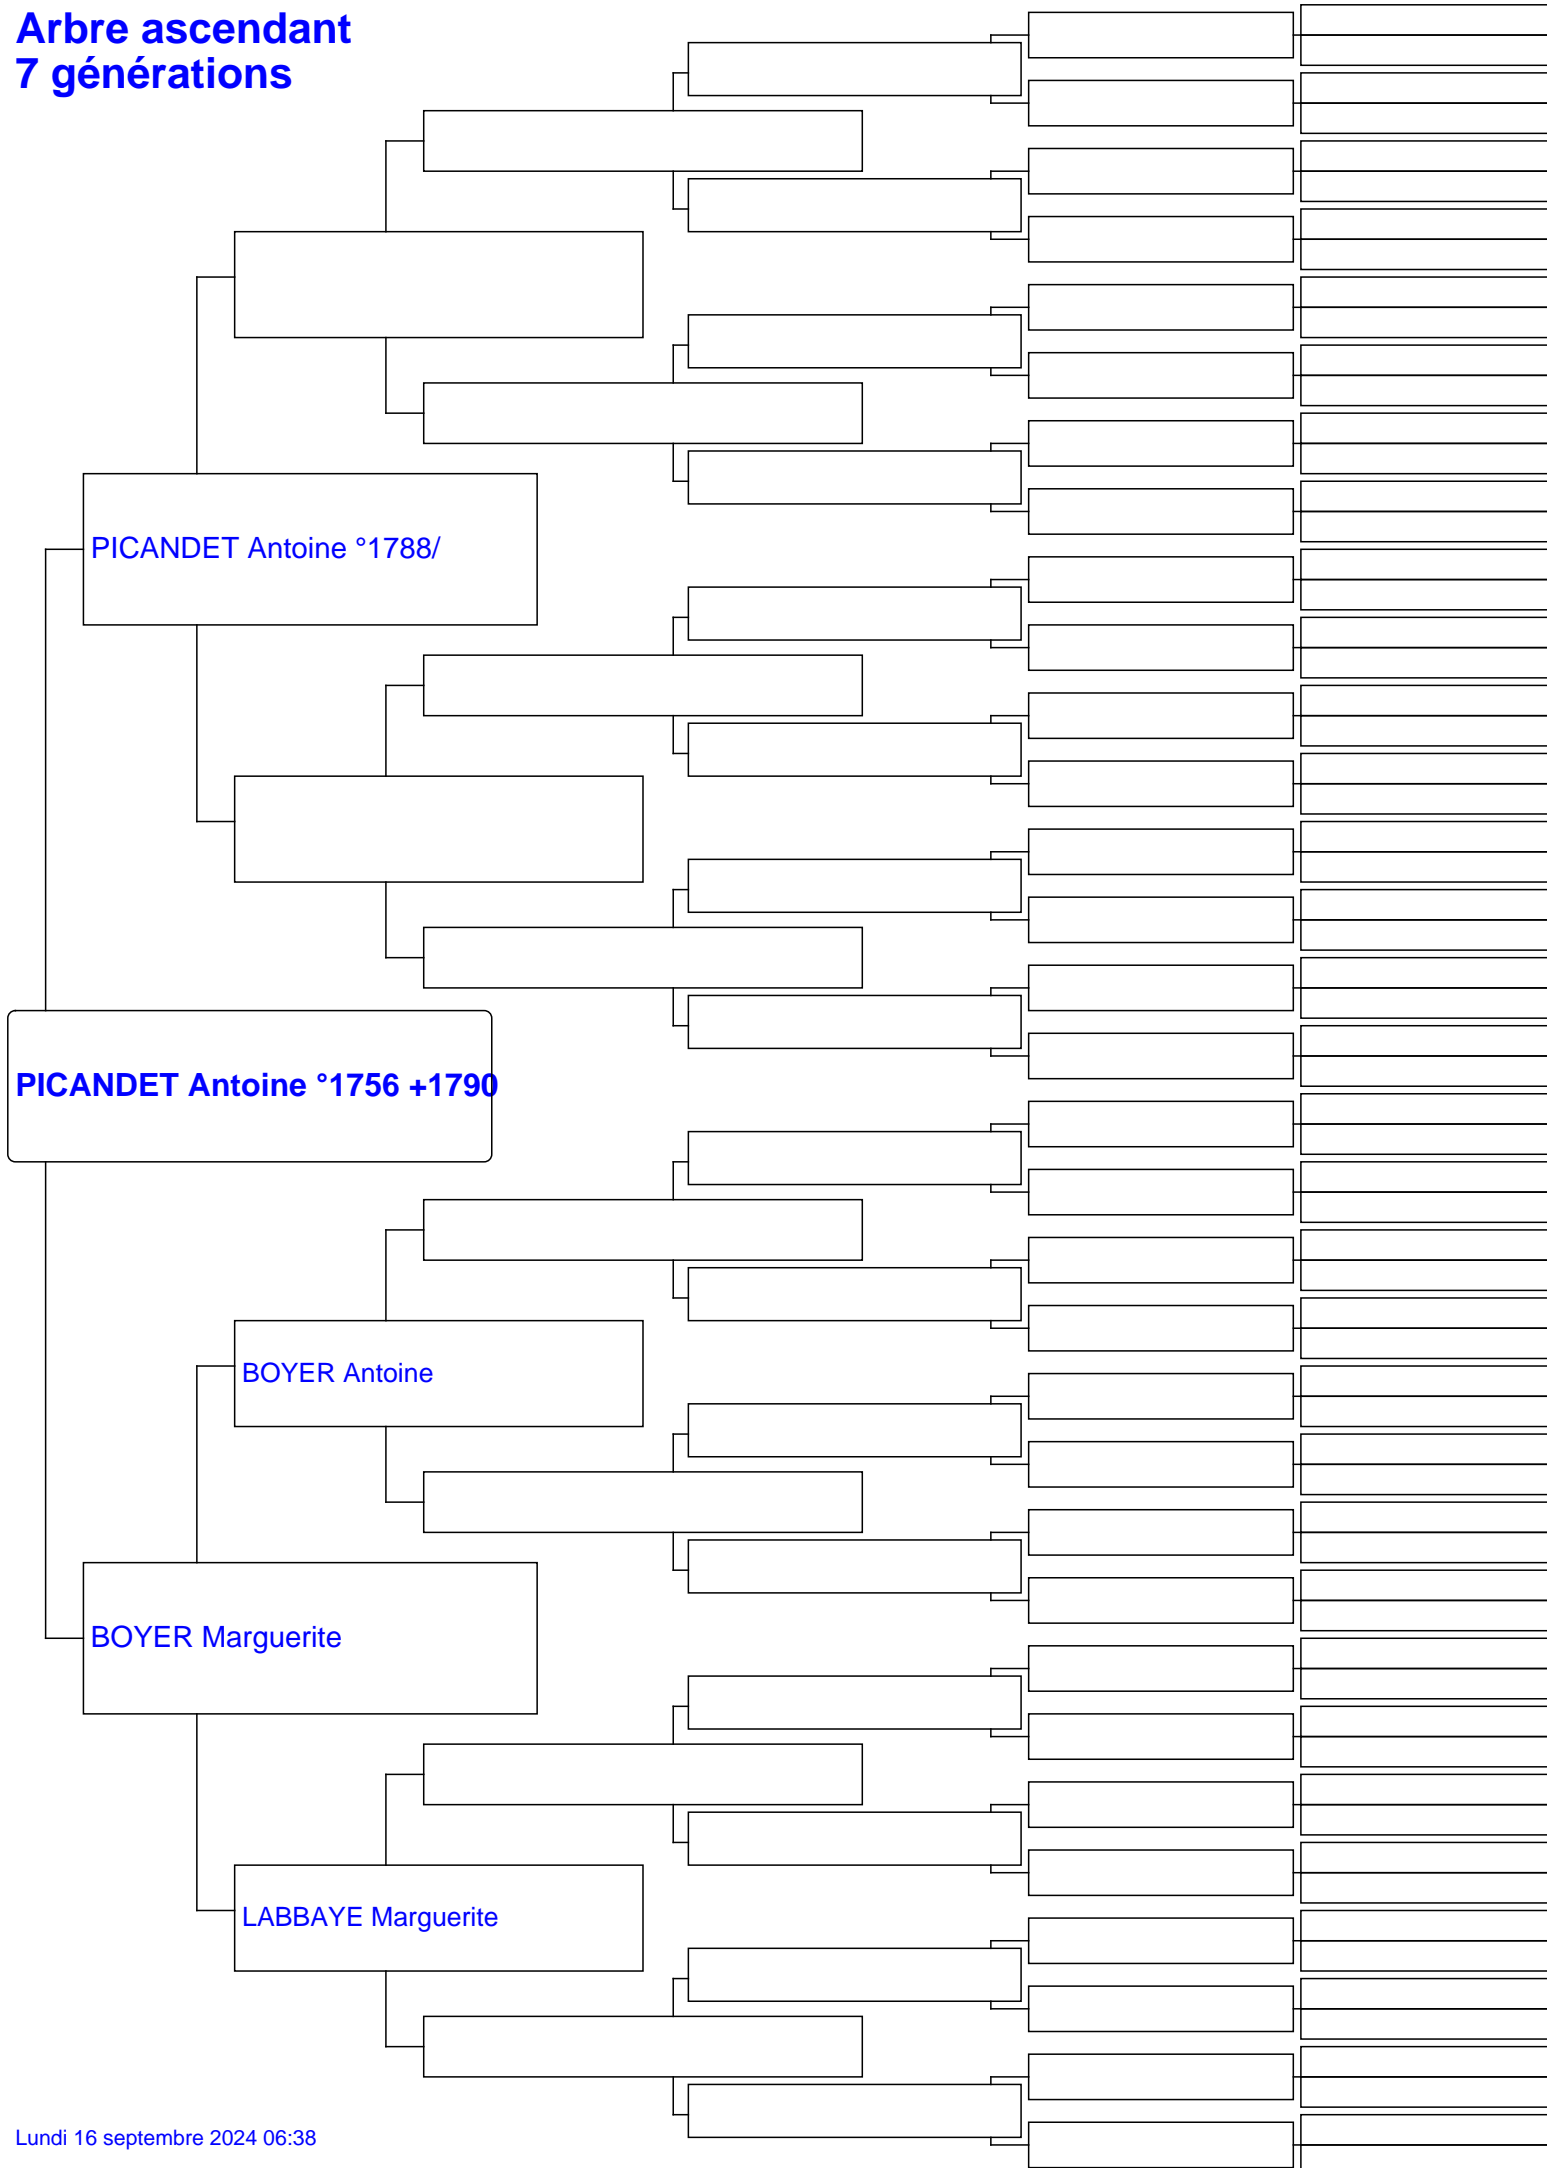 Arbre ascendant
7 générations
PICANDET Antoine °1788/
PICANDET Antoine °1756 +1790
BOYER Antoine
BOYER Marguerite
LABBAYE Marguerite
Lundi 16 septembre 2024 06:38